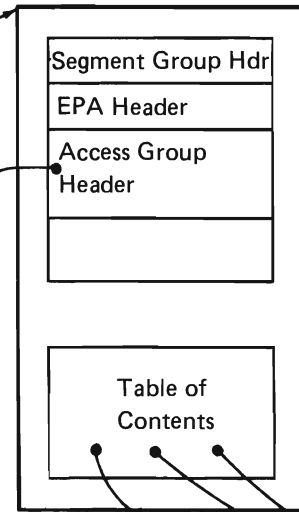 Segment Group Hdr
EPA Header
Access Group
Header
Table of
Contents